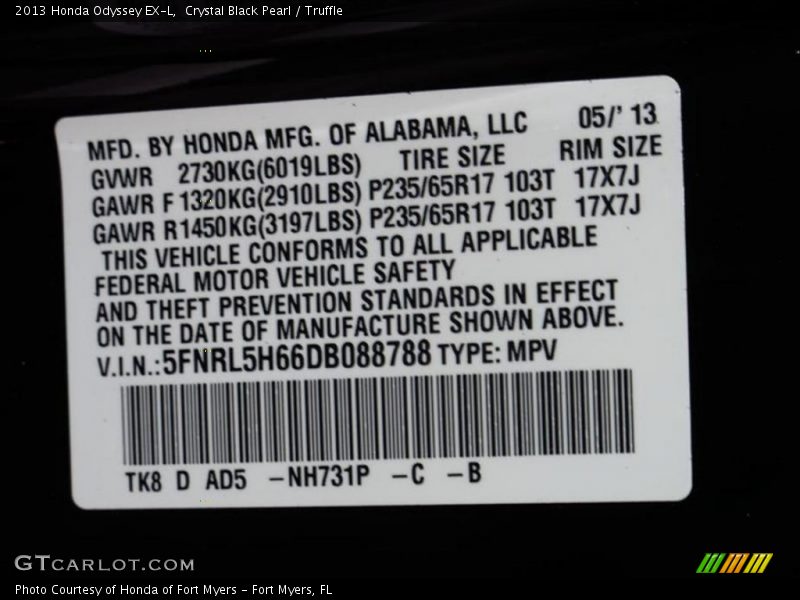 2013 Honda Odyssey EX-L,  Crystal Black Pearl / Truffle
MFD. BY HONDA MFG. OF ALABAMA, LLC 05/' 13
GVWR 2730KG(6019LBS) TIRE SIZE RIM SIZE
GAWR F 1320KG(2910LBS) P235/65R17 103T 17X7J
GAWR R1450KG(3197LBS) P235/65R17 103T 17X7J
THIS VEHICLE CONFORMS TO ALL APPLICABLE
FEDERAL MOTOR VEHICLE SAFETY
AND THEFT PREVENTION STANDARDS IN EFFECT
ON THE DATE OF MANUFACTURE SHOWN ABOVE.
V.I.N.:5FNRL5H66DB088788 TYPE: MPV
TK8 D AD5 -NH731P -C -B
GTCARLOT.COM
Photo Courtesy of Honda of Fort Myers - Fort Myers, FL